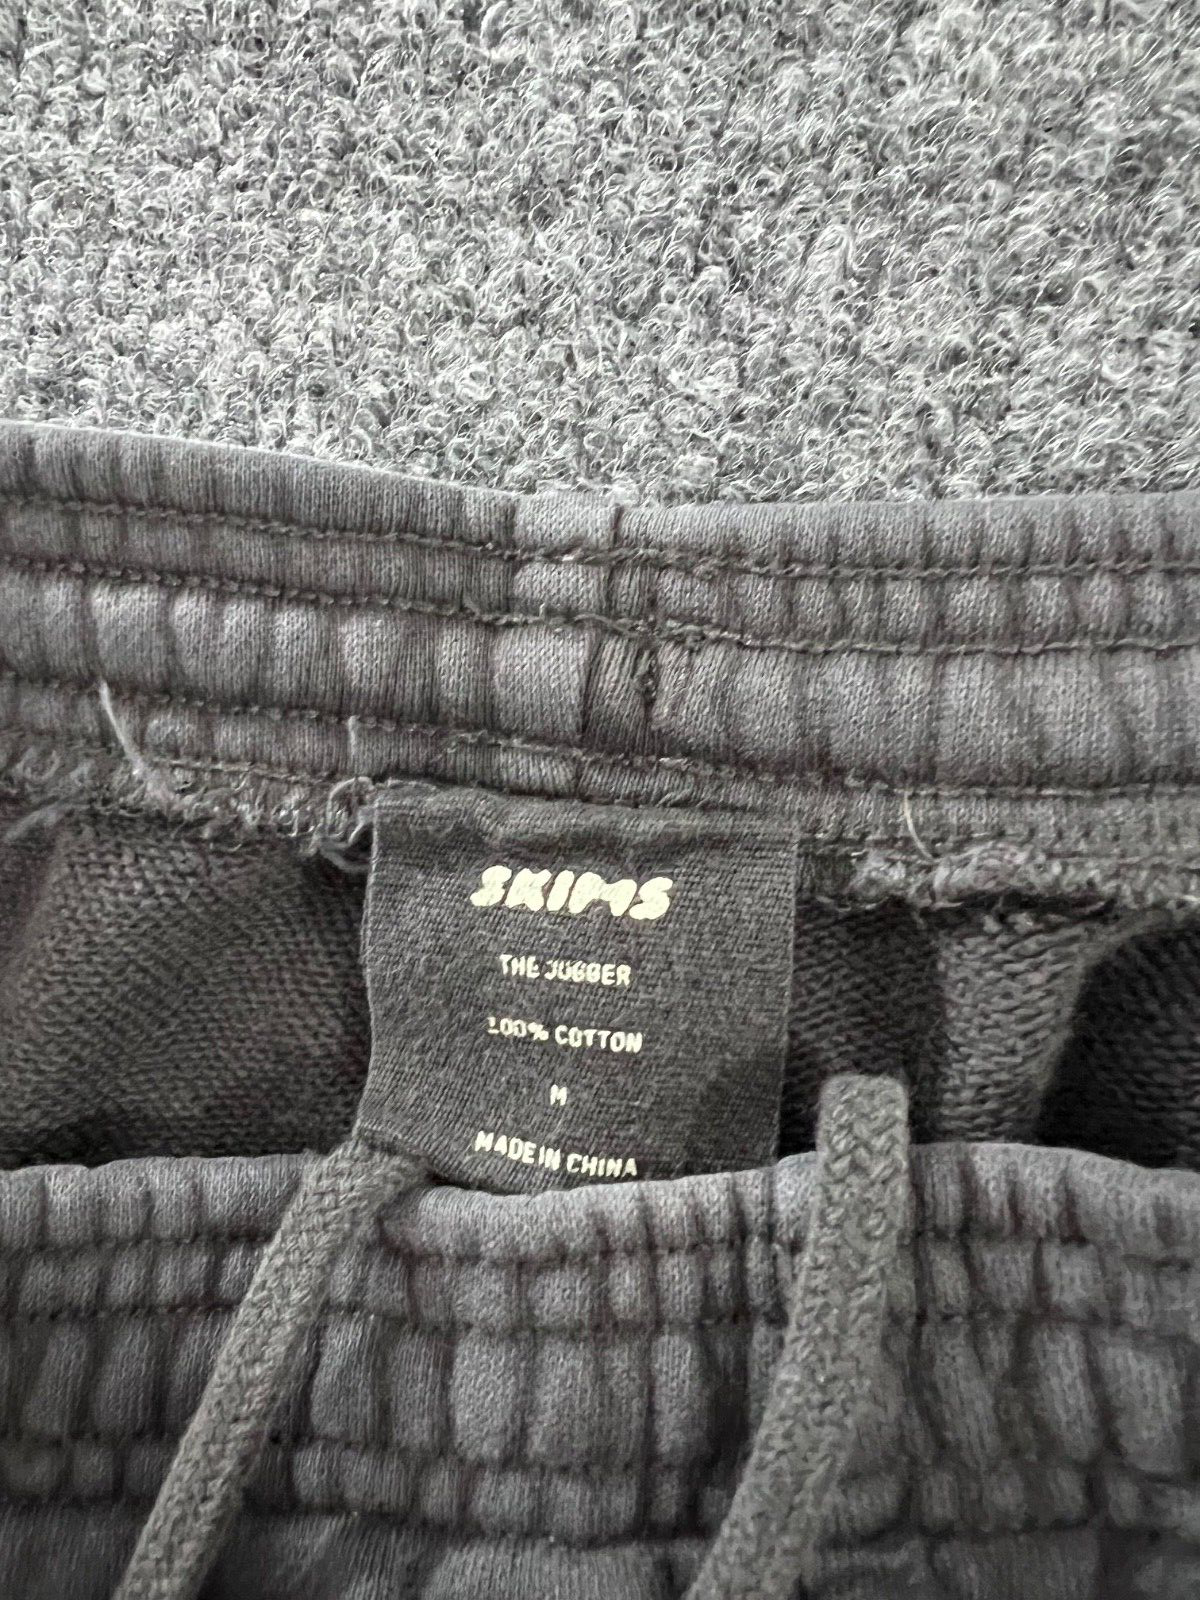 SKIMS
THE JOGGER
100% COTTON
M
MADE IN CHINA